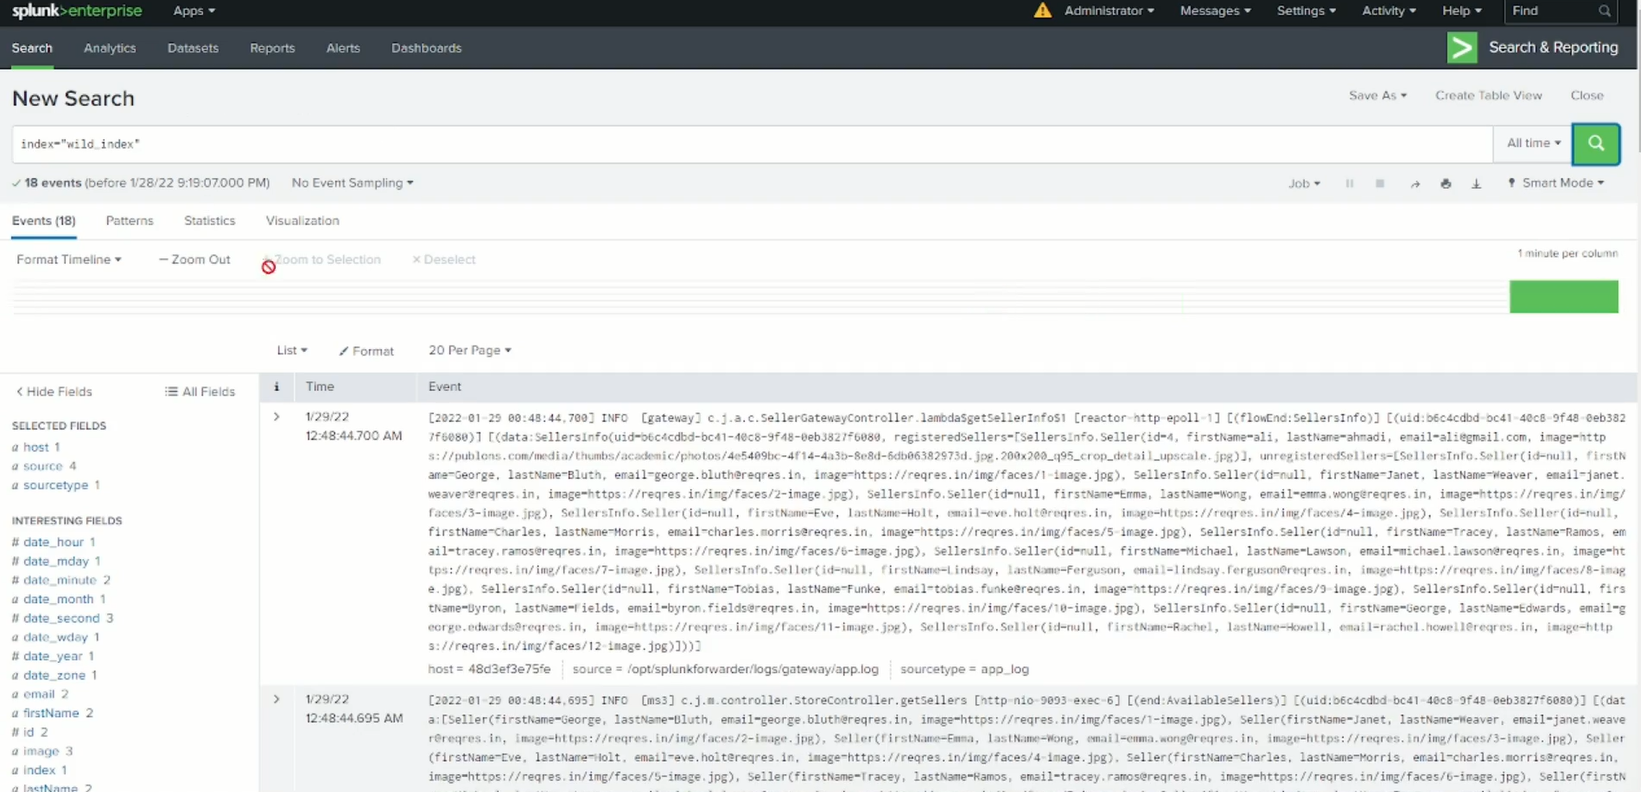 splunk>enterprise Apps Administrator Messages Settings Activity Help Find
Search Analytics Datasets Reports Alerts Dashboards Search & Reporting
New Search
Save As Create Table View Close
index="wild_index" All time
18 events (before 1/28/22 9:19:07.000 PM) No Event Sampling Job Smart Mode
Events (18) Patterns Statistics Visualization
Format Timeline — Zoom Out Zoom to Selection × Deselect 1 minute per column
List Format 20 Per Page
< Hide Fields All Fields i Time Event
SELECTED FIELDS
a host 1
a source 4
a sourcetype 1
INTERESTING FIELDS
# date_hour 1
# date_mday 1
# date_minute 2
a date_month 1
# date_second 3
a date_wday 1
# date_year 1
a date_zone 1
a email 2
a firstName 2
# id 2
a image 3
a index 1
a lastName 2
1/29/22
12:48:44.700 AM
[2022-01-29 00:48:44,700] INFO [gateway] c.j.a.c.SellerGatewayController.lambda$getSellerInfo$1 [reactor-http-epoll-1] [(flowEnd:SellersInfo)] [(uid:b6c4cdbd-bc41-40c8-9f48-0eb382
7f6080)] [(data:SellersInfo(uid=b6c4cdbd-bc41-40c8-9f48-0eb3827f6080, registeredSellers=[SellersInfo.Seller(id=4, firstName=ali, lastName=ahmadi, email=ali@gmail.com, image=http
s://publons.com/media/thumbs/academic/photos/4e5409bc-4f14-4a3b-8e8d-6db06382973d.jpg.200x200_q95_crop_detail_upscale.jpg)], unregisteredSellers=[SellersInfo.Seller(id=null, firstN
ame=George, lastName=Bluth, email=george.bluth@reqres.in, image=https://reqres.in/img/faces/1-image.jpg), SellersInfo.Seller(id=null, firstName=Janet, lastName=Weaver, email=janet.
weaver@reqres.in, image=https://reqres.in/img/faces/2-image.jpg), SellersInfo.Seller(id=null, firstName=Emma, lastName=Wong, email=emma.wong@reqres.in, image=https://reqres.in/img/
faces/3-image.jpg), SellersInfo.Seller(id=null, firstName=Eve, lastName=Holt, email=eve.holt@reqres.in, image=https://reqres.in/img/faces/4-image.jpg), SellersInfo.Seller(id=null,
firstName=Charles, lastName=Morris, email=charles.morris@reqres.in, image=https://reqres.in/img/faces/5-image.jpg), SellersInfo.Seller(id=null, firstName=Tracey, lastName=Ramos, em
ail=tracey.ramos@reqres.in, image=https://reqres.in/img/faces/6-image.jpg), SellersInfo.Seller(id=null, firstName=Michael, lastName=Lawson, email=michael.lawson@reqres.in, image=ht
tps://reqres.in/img/faces/7-image.jpg), SellersInfo.Seller(id=null, firstName=Lindsay, lastName=Ferguson, email=lindsay.ferguson@reqres.in, image=https://reqres.in/img/faces/8-imag
e.jpg), SellersInfo.Seller(id=null, firstName=Tobias, lastName=Funke, email=tobias.funke@reqres.in, image=https://reqres.in/img/faces/9-image.jpg), SellersInfo.Seller(id=null, firs
tName=Byron, lastName=Fields, email=byron.fields@reqres.in, image=https://reqres.in/img/faces/10-image.jpg), SellersInfo.Seller(id=null, firstName=George, lastName=Edwards, email=g
eorge.edwards@reqres.in, image=https://reqres.in/img/faces/11-image.jpg), SellersInfo.Seller(id=null, firstName=Rachel, lastName=Howell, email=rachel.howell@reqres.in, image=http
s://reqres.in/img/faces/12-image.jpg)]))]
host = 48d3ef3e75fe source = /opt/splunkforwarder/logs/gateway/app.log sourcetype = app_log
1/29/22
12:48:44.695 AM
[2022-01-29 00:48:44,695] INFO [ms3] c.j.m.controller.StoreController.getSellers [http-nio-9093-exec-6] [(end:AvailableSellers)] [(uid:b6c4cdbd-bc41-40c8-9f48-0eb3827f6080)] [(dat
a:[Seller(firstName=George, lastName=Bluth, email=george.bluth@reqres.in, image=https://reqres.in/img/faces/1-image.jpg), Seller(firstName=Janet, lastName=Weaver, email=janet.weave
r@reqres.in, image=https://reqres.in/img/faces/2-image.jpg), Seller(firstName=Emma, lastName=Wong, email=emma.wong@reqres.in, image=https://reqres.in/img/faces/3-image.jpg), Seller
(firstName=Eve, lastName=Holt, email=eve.holt@reqres.in, image=https://reqres.in/img/faces/4-image.jpg), Seller(firstName=Charles, lastName=Morris, email=charles.morris@reqres.in,
image=https://reqres.in/img/faces/5-image.jpg), Seller(firstName=Tracey, lastName=Ramos, email=tracey.ramos@reqres.in, image=https://reqres.in/img/faces/6-image.jpg), Seller(firstN